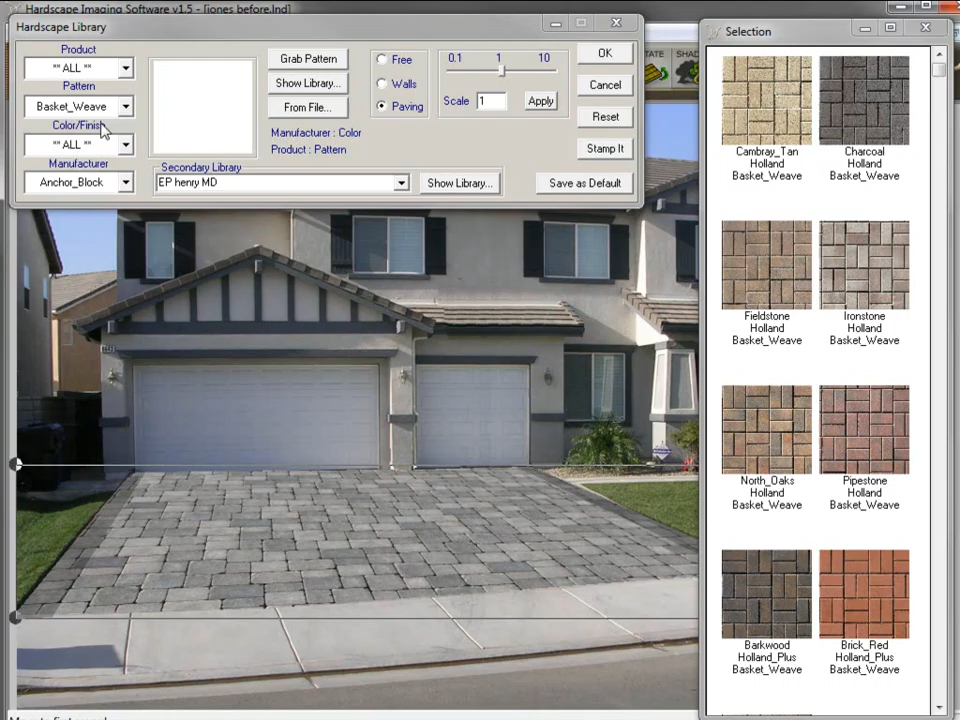 Hardscape Imaging Software v1.5 - [jones before.lnd]
Hardscape Library
Product
** ALL **
Pattern
Basket_Weave
Color/Finish
** ALL **
Manufacturer
Anchor_Block
Grab Pattern
Show Library...
From File...
Manufacturer : Color
Product : Pattern
Free
Walls
Paving
0.1 1 10
Scale 1 Apply
OK
Cancel
Reset
Stamp It
Secondary Library
EP henry MD
Show Library...
Save as Default
TATE SHAD
Selection
Cambray_Tan
Holland
Basket_Weave
Charcoal
Holland
Basket_Weave
Fieldstone
Holland
Basket_Weave
Ironstone
Holland
Basket_Weave
North_Oaks
Holland
Basket_Weave
Pipestone
Holland
Basket_Weave
Barkwood
Holland_Plus
Basket_Weave
Brick_Red
Holland_Plus
Basket_Weave